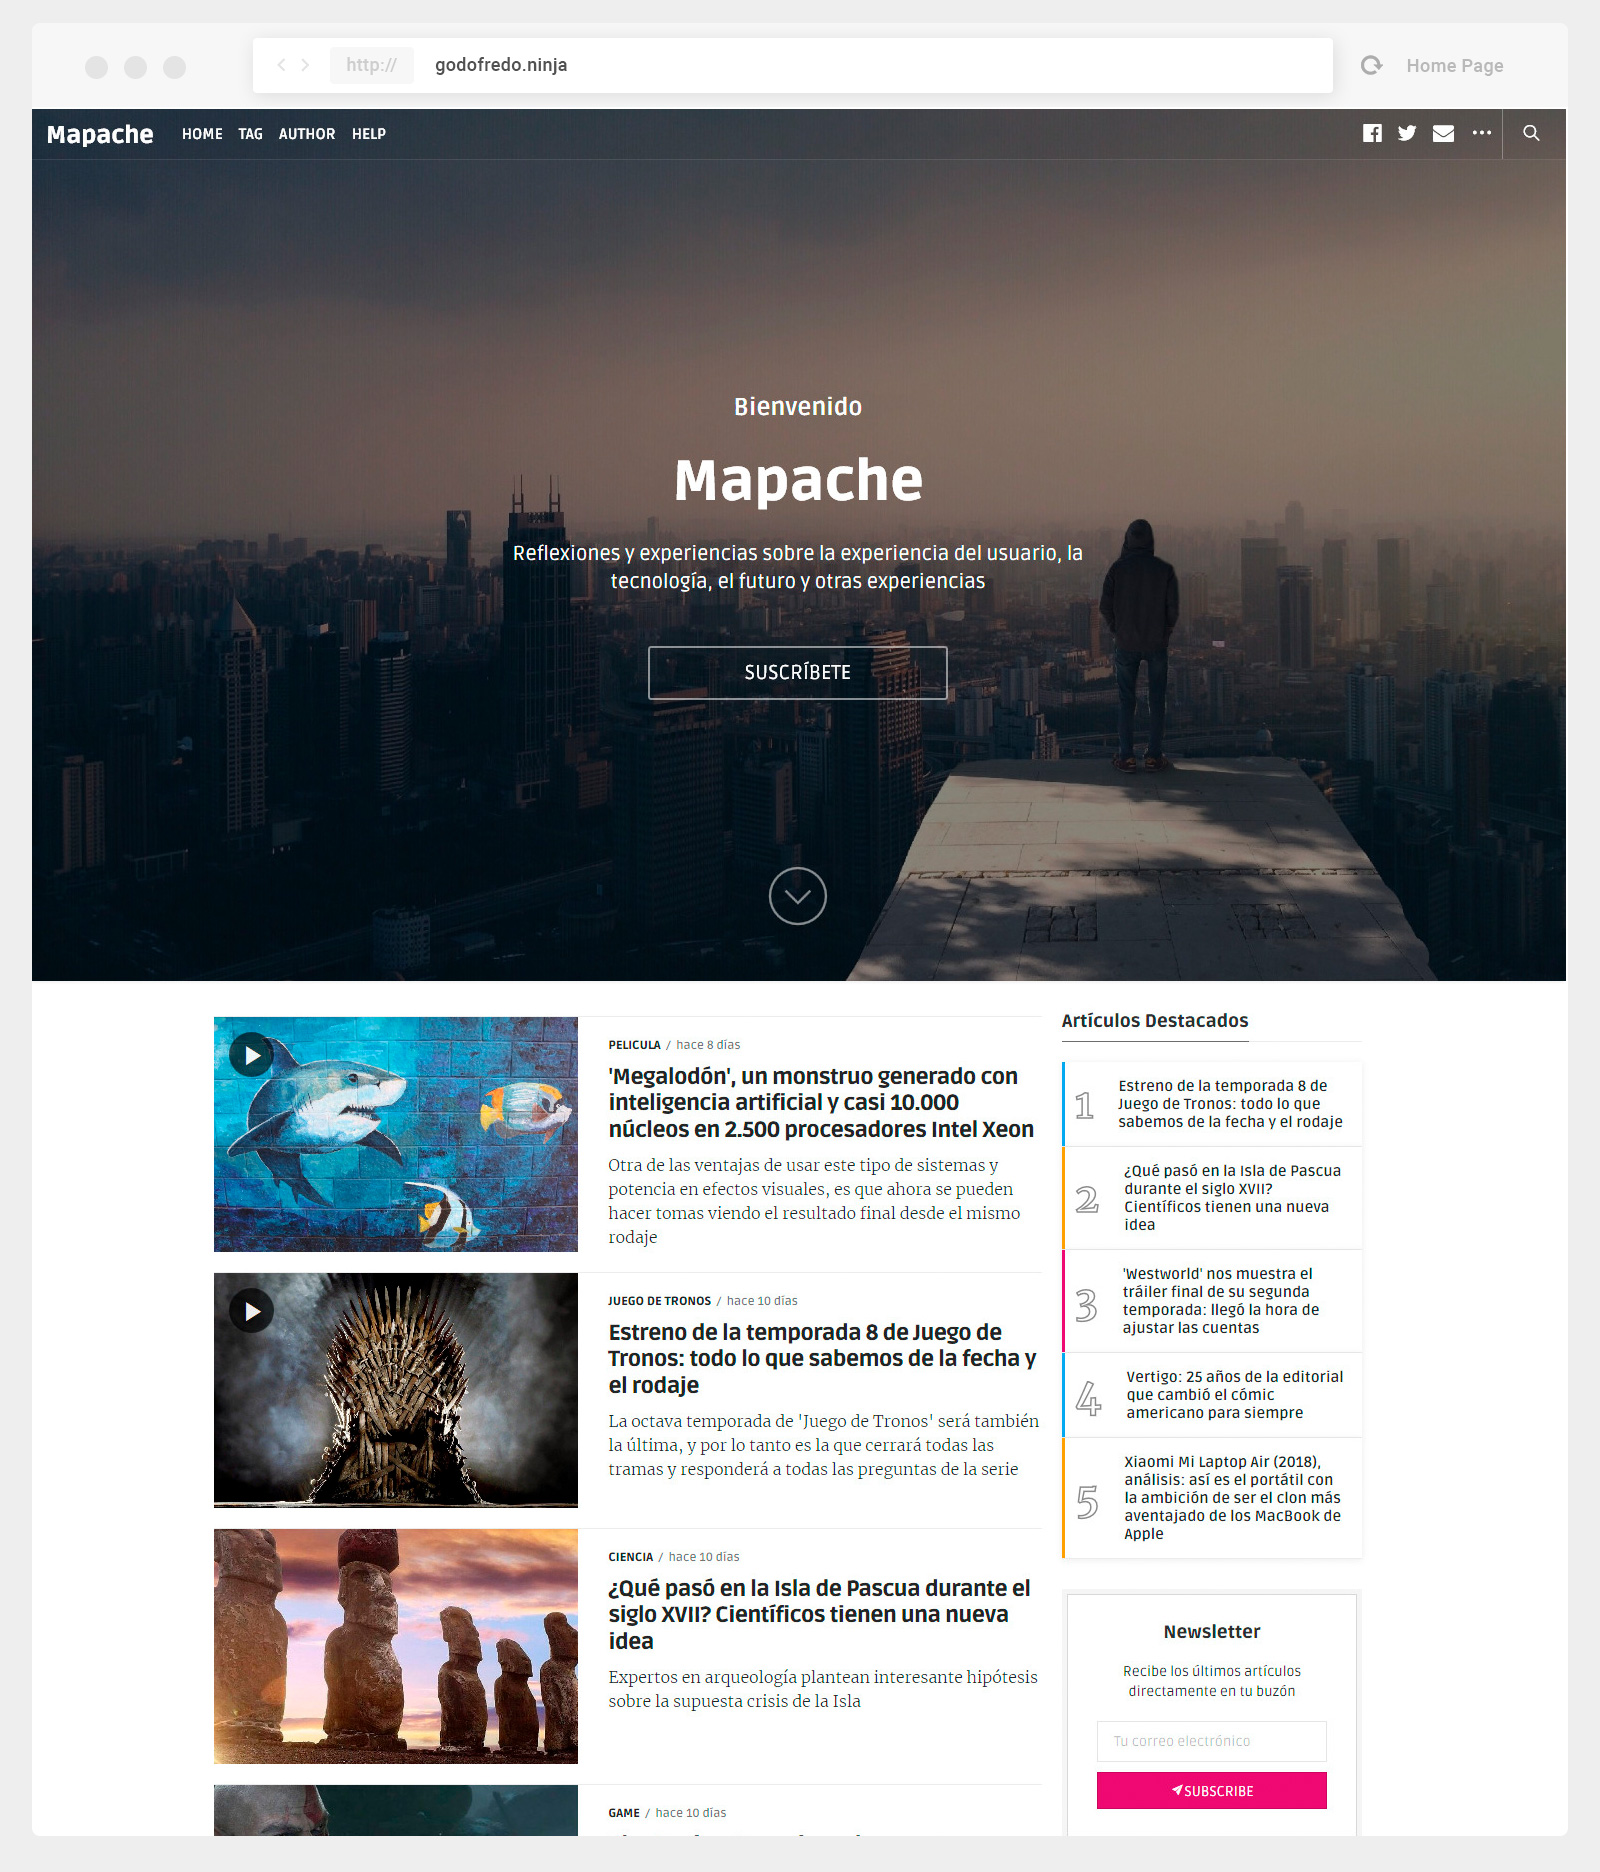 http://
godofredo.ninja
Home Page
Mapache
HOME TAG AUTHOR HELP
Bienvenido
Mapache
Reflexiones y experiencias sobre la experiencia del usuario, la
tecnología, el futuro y otras experiencias
SUSCRÍBETE
PELICULA / hace 8 días
'Megalodón', un monstruo generado con
inteligencia artificial y casi 10.000
núcleos en 2.500 procesadores Intel Xeon
Otra de las ventajas de usar este tipo de sistemas y
potencia en efectos visuales, es que ahora se pueden
hacer tomas viendo el resultado final desde el mismo
rodaje
JUEGO DE TRONOS / hace 10 días
Estreno de la temporada 8 de Juego de
Tronos: todo lo que sabemos de la fecha y
el rodaje
La octava temporada de 'Juego de Tronos' será también
la última, y por lo tanto es la que cerrará todas las
tramas y responderá a todas las preguntas de la serie
CIENCIA / hace 10 días
¿Qué pasó en la Isla de Pascua durante el
siglo XVII? Científicos tienen una nueva
idea
Expertos en arqueología plantean interesante hipótesis
sobre la supuesta crisis de la Isla
GAME / hace 10 días
Artículos Destacados
1
Estreno de la temporada 8 de
Juego de Tronos: todo lo que
sabemos de la fecha y el rodaje
2
¿Qué pasó en la Isla de Pascua
durante el siglo XVII?
Científicos tienen una nueva
idea
3
'Westworld' nos muestra el
tráiler final de su segunda
temporada: llegó la hora de
ajustar las cuentas
4
Vertigo: 25 años de la editorial
que cambió el cómic
americano para siempre
5
Xiaomi Mi Laptop Air (2018),
análisis: así es el portátil con
la ambición de ser el clon más
aventajado de los MacBook de
Apple
Newsletter
Recibe los últimos artículos
directamente en tu buzón
Tu correo electrónico
SUBSCRIBE